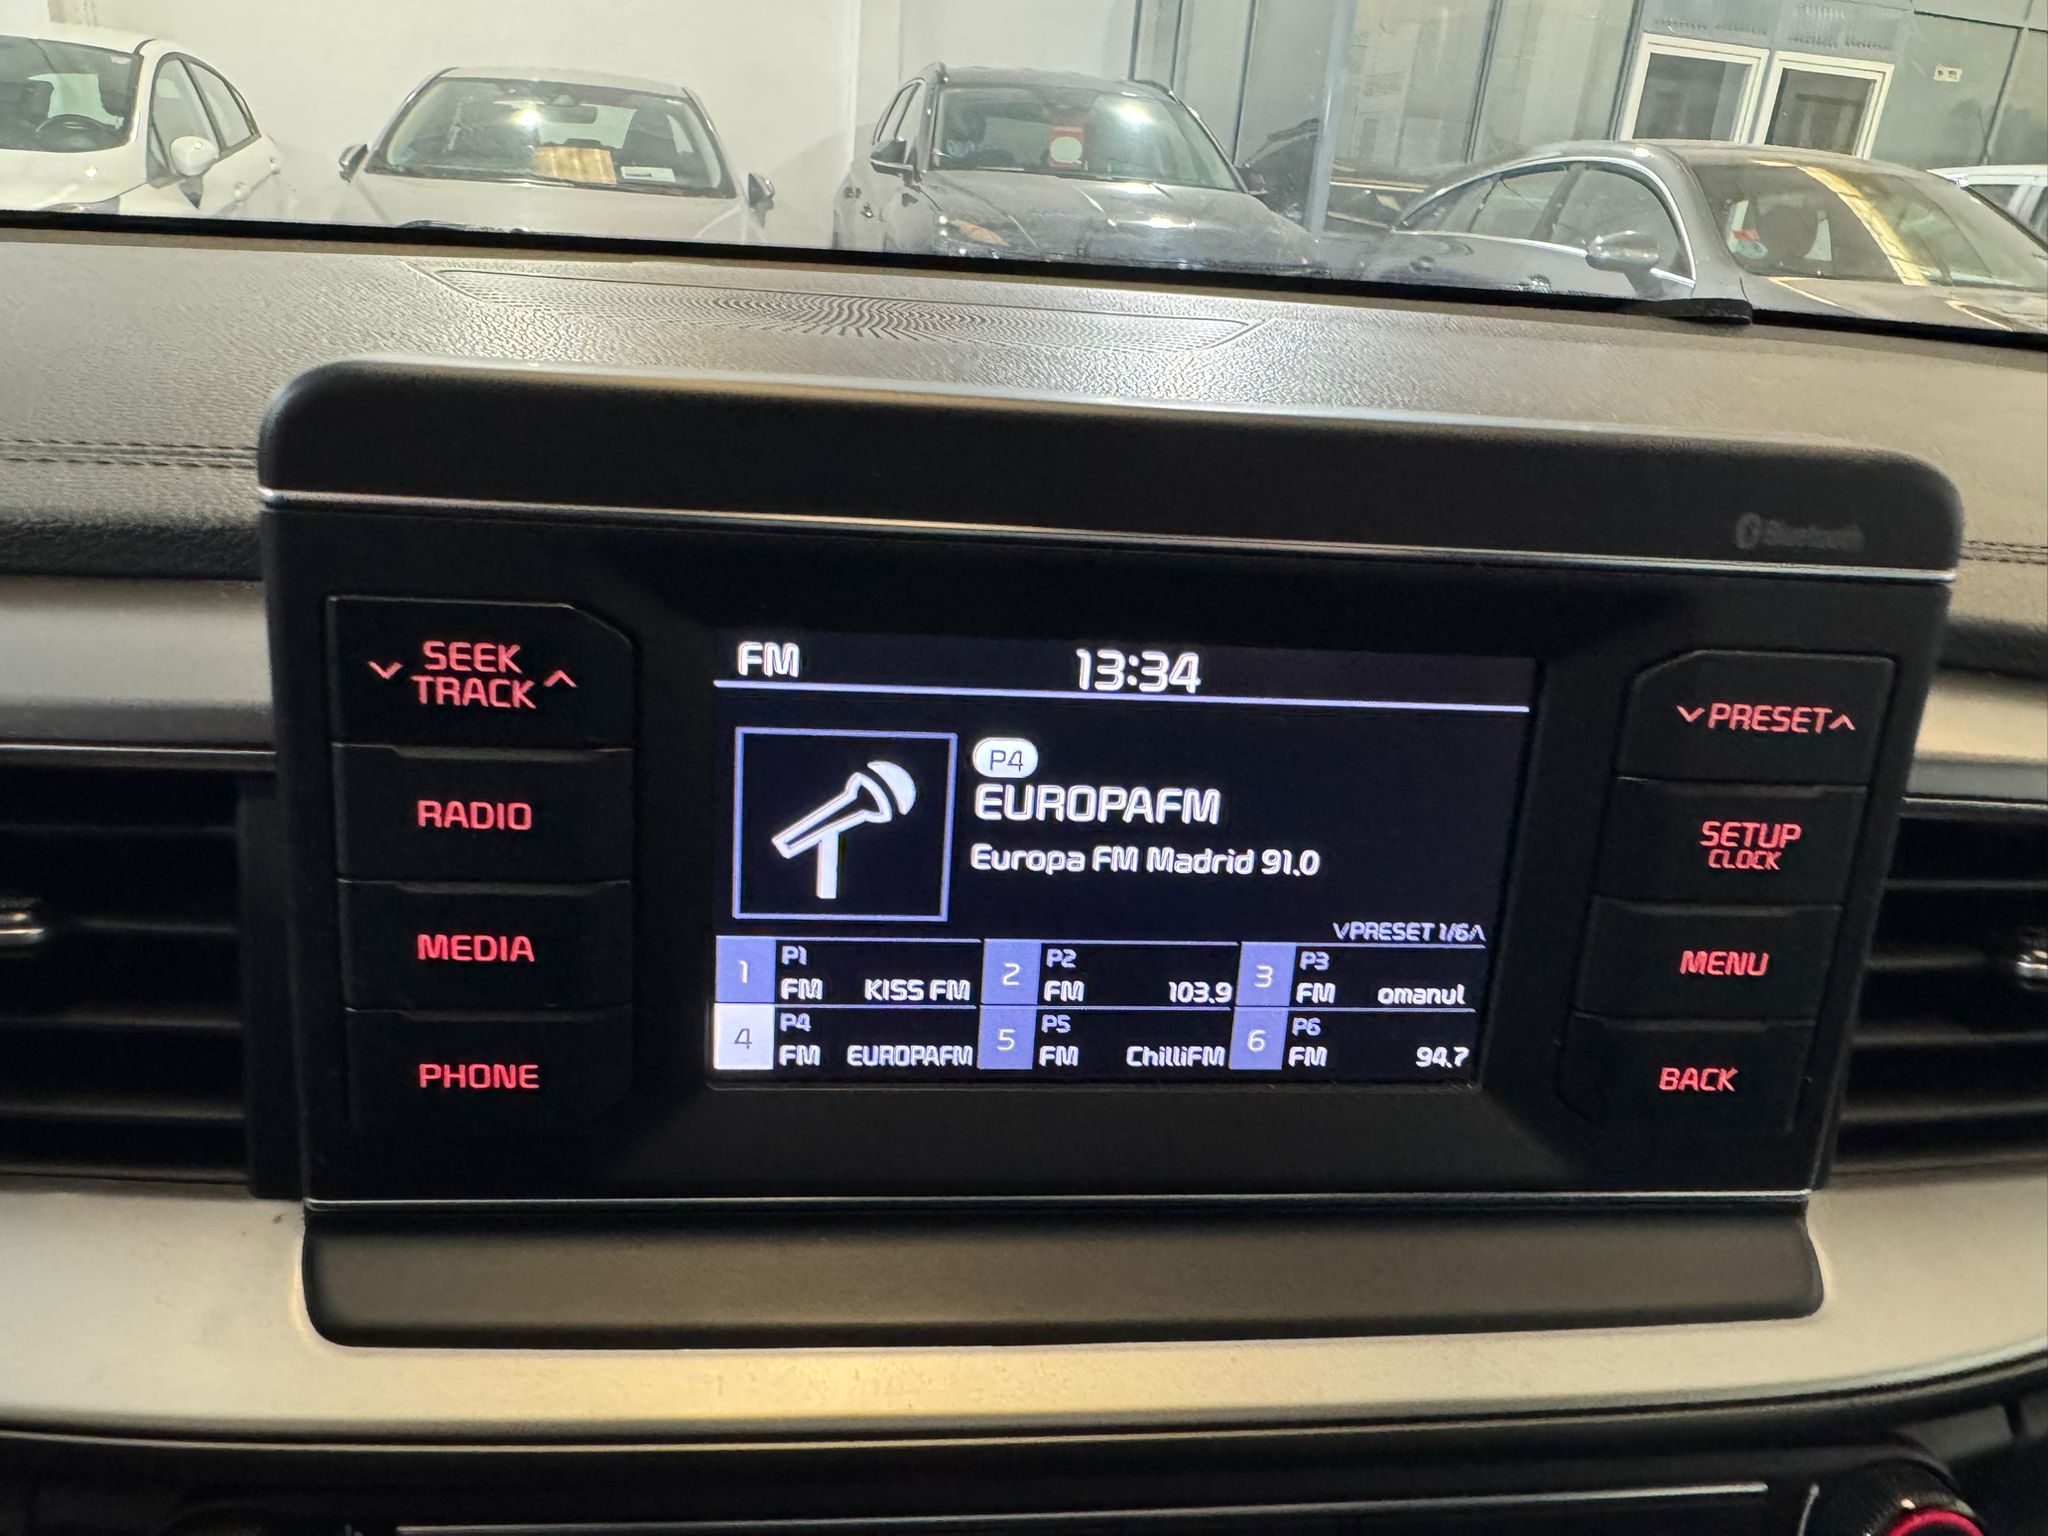 Bluetooth
SEEK
TRACK
RADIO
MEDIA
PHONE
FM 13:34
P4
EUROPAFM
Europa FM Madrid 91.0
PRESET 1/6
1 P1 FM KISS FM
2 P2 FM 103.9
3 P3 FM omanul
4 P4 FM EUROPAFM
5 P5 FM ChilliFM
6 P6 FM 94.7
PRESET
SETUP
CLOCK
MENU
BACK